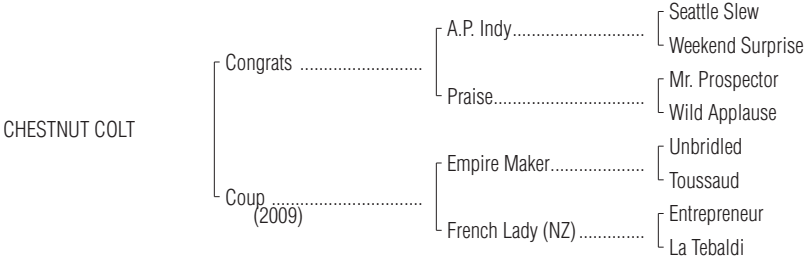 Seattle Slew
A.P. Indy..............................
Weekend Surprise
Congrats ..........................
Mr. Prospector
Praise................................
Wild Applause
CHESTNUT COLT
Unbridled
Empire Maker....................
Toussaud
Coup ................................
(2009)
Entrepreneur
French Lady (NZ) ..............
La Tebaldi